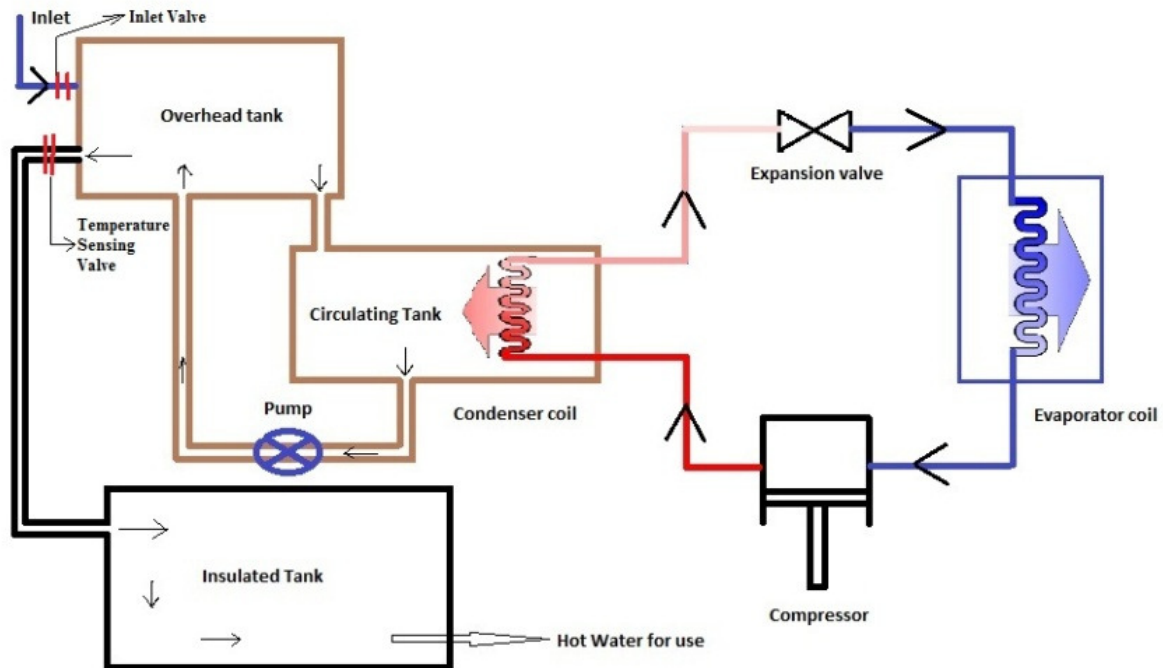 Inlet
Inlet Valve
Overhead tank
Expansion valve
Temperature
Sensing
Valve
Circulating Tank
Pump
Condenser coil
Evaporator coil
Insulated Tank
Compressor
Hot Water for use